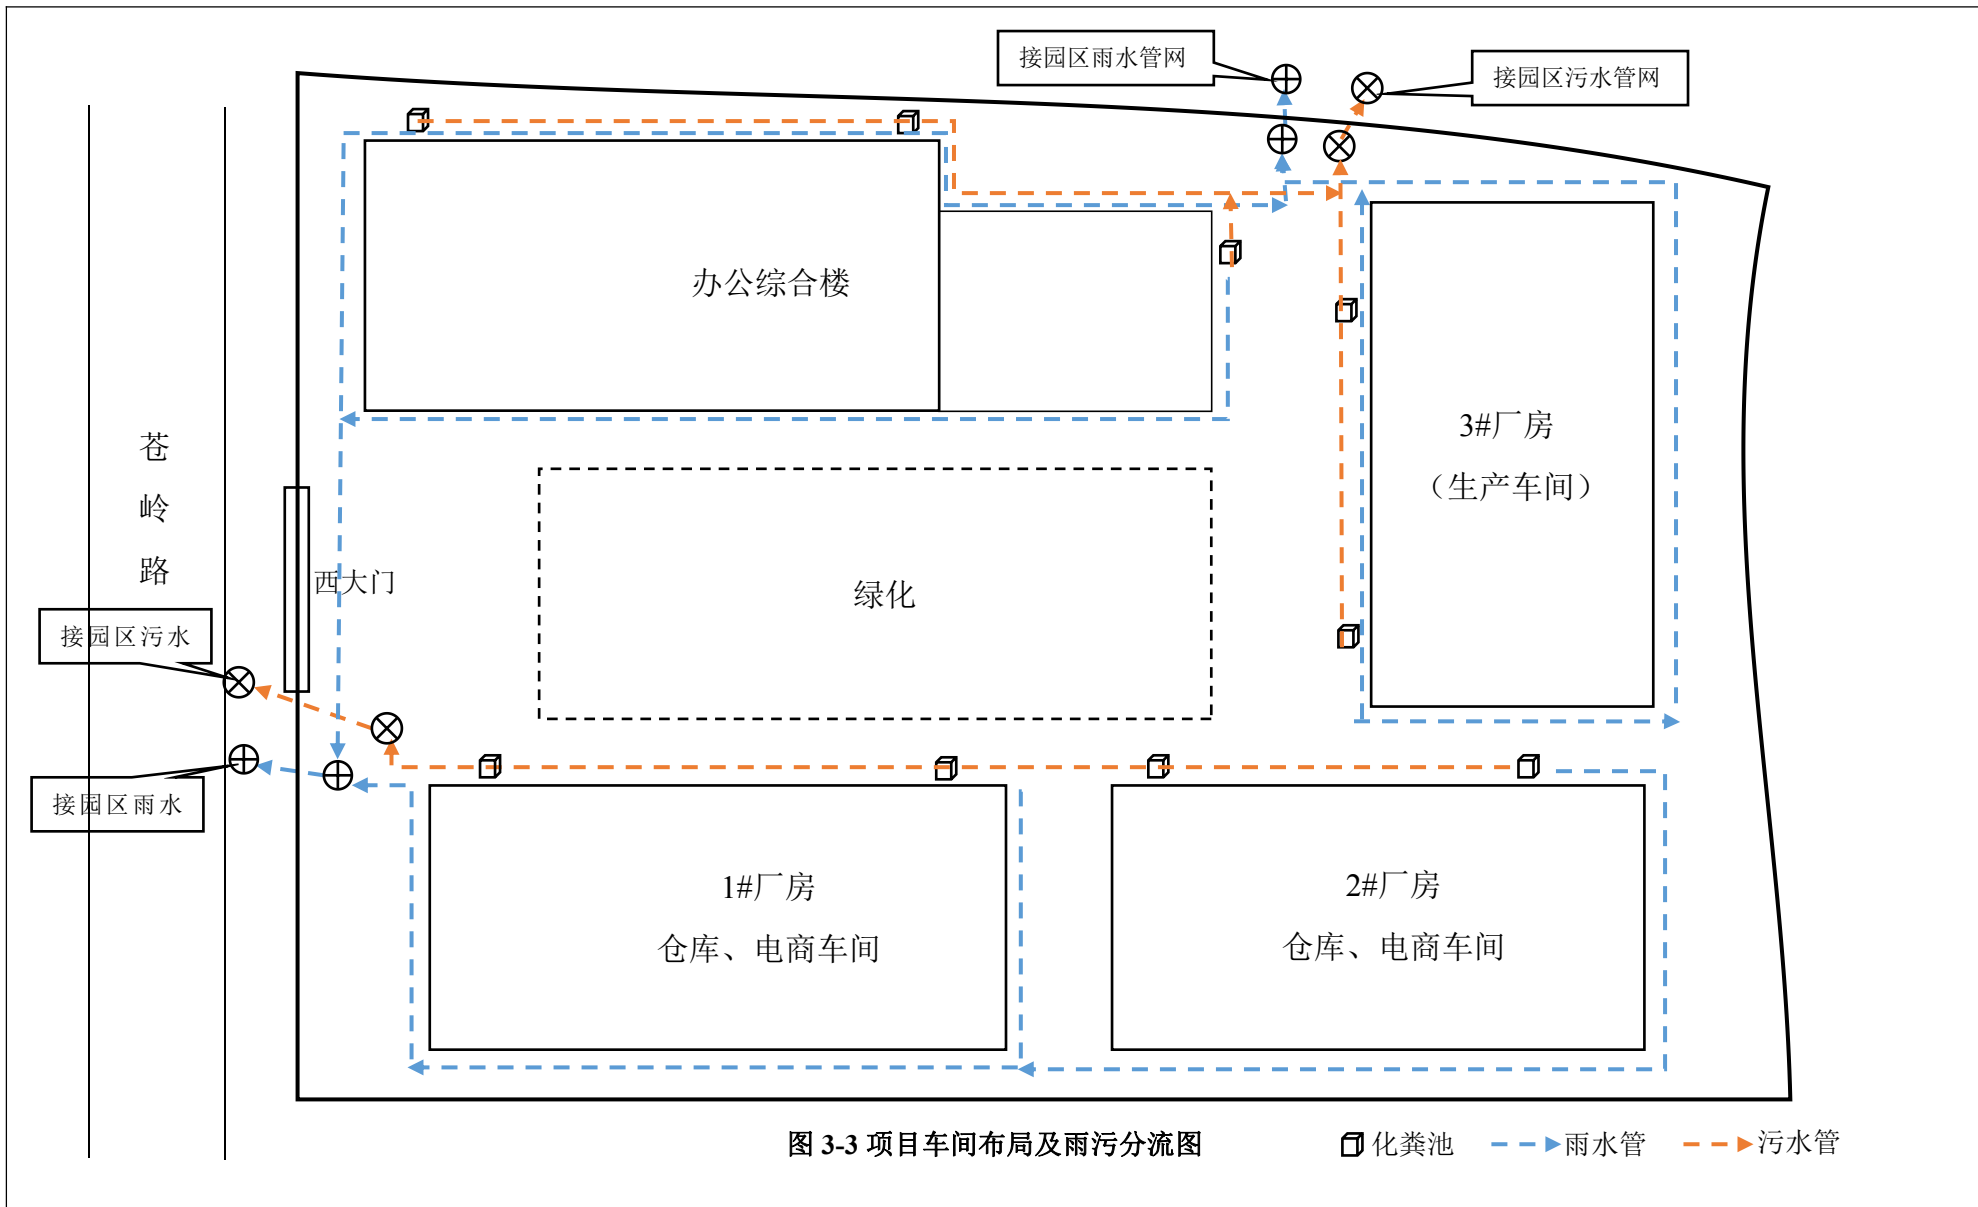 接园区雨水管网
接园区污水管网
办公综合楼
3#厂房
（生产车间）
苍
岭
路
西大门
绿化
接园区污水
接园区雨水
1#厂房
仓库、电商车间
2#厂房
仓库、电商车间
图 3-3 项目车间布局及雨污分流图
化粪池
雨水管
污水管